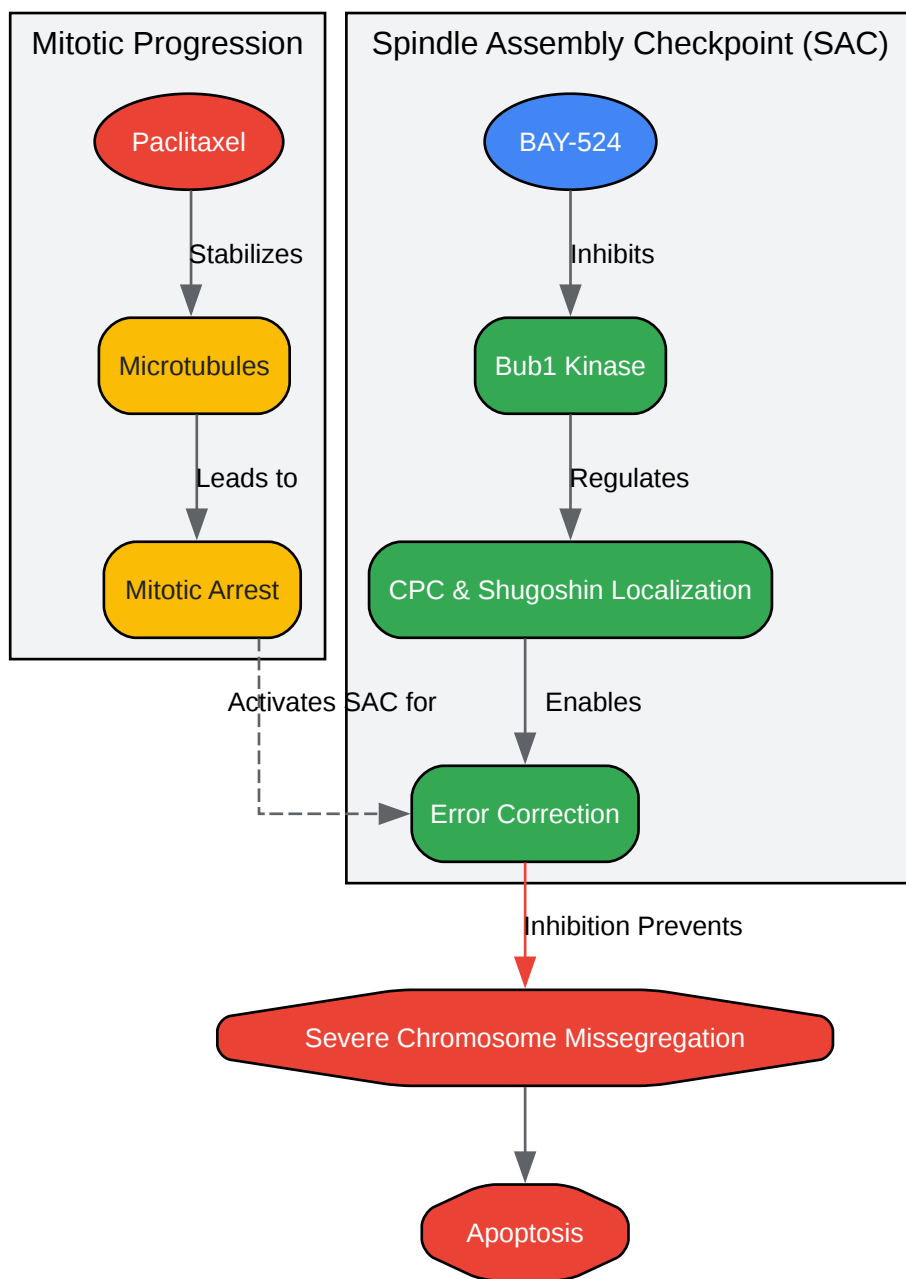 Mitotic Progression
Spindle Assembly Checkpoint (SAC)
Paclitaxel
BAY-524
Stabilizes
Inhibits
Microtubules
Bub1 Kinase
Leads to
Regulates
Mitotic Arrest
CPC & Shugoshin Localization
Activates SAC for
Enables
Error Correction
Inhibition Prevents
Severe Chromosome Missegregation
Apoptosis